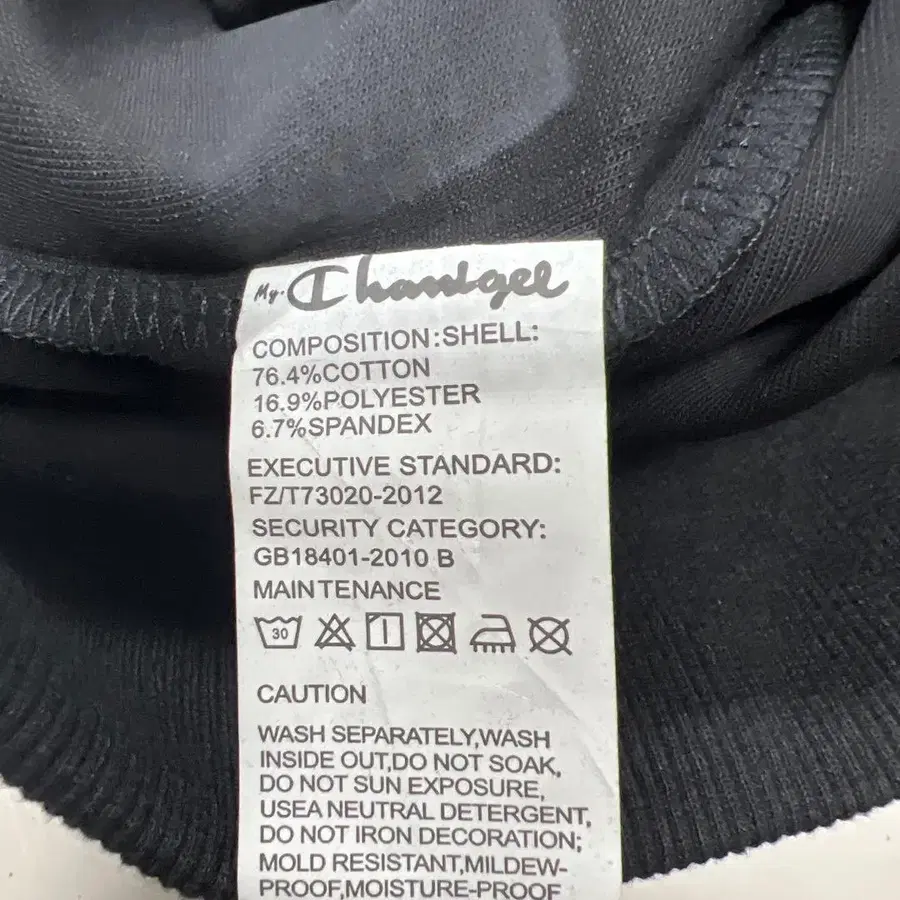 My. Chandgel
COMPOSITION:SHELL:
76.4%COTTON
16.9%POLYESTER
6.7%SPANDEX
EXECUTIVE STANDARD:
FZ/T73020-2012
SECURITY CATEGORY:
GB18401-2010 B
MAINTENANCE
30
CAUTION
WASH SEPARATELY,WASH
INSIDE OUT,DO NOT SOAK,
DO NOT SUN EXPOSURE,
USEA NEUTRAL DETERGENT,
DO NOT IRON DECORATION;
MOLD RESISTANT,MILDEW-
PROOF,MOISTURE-PROOF